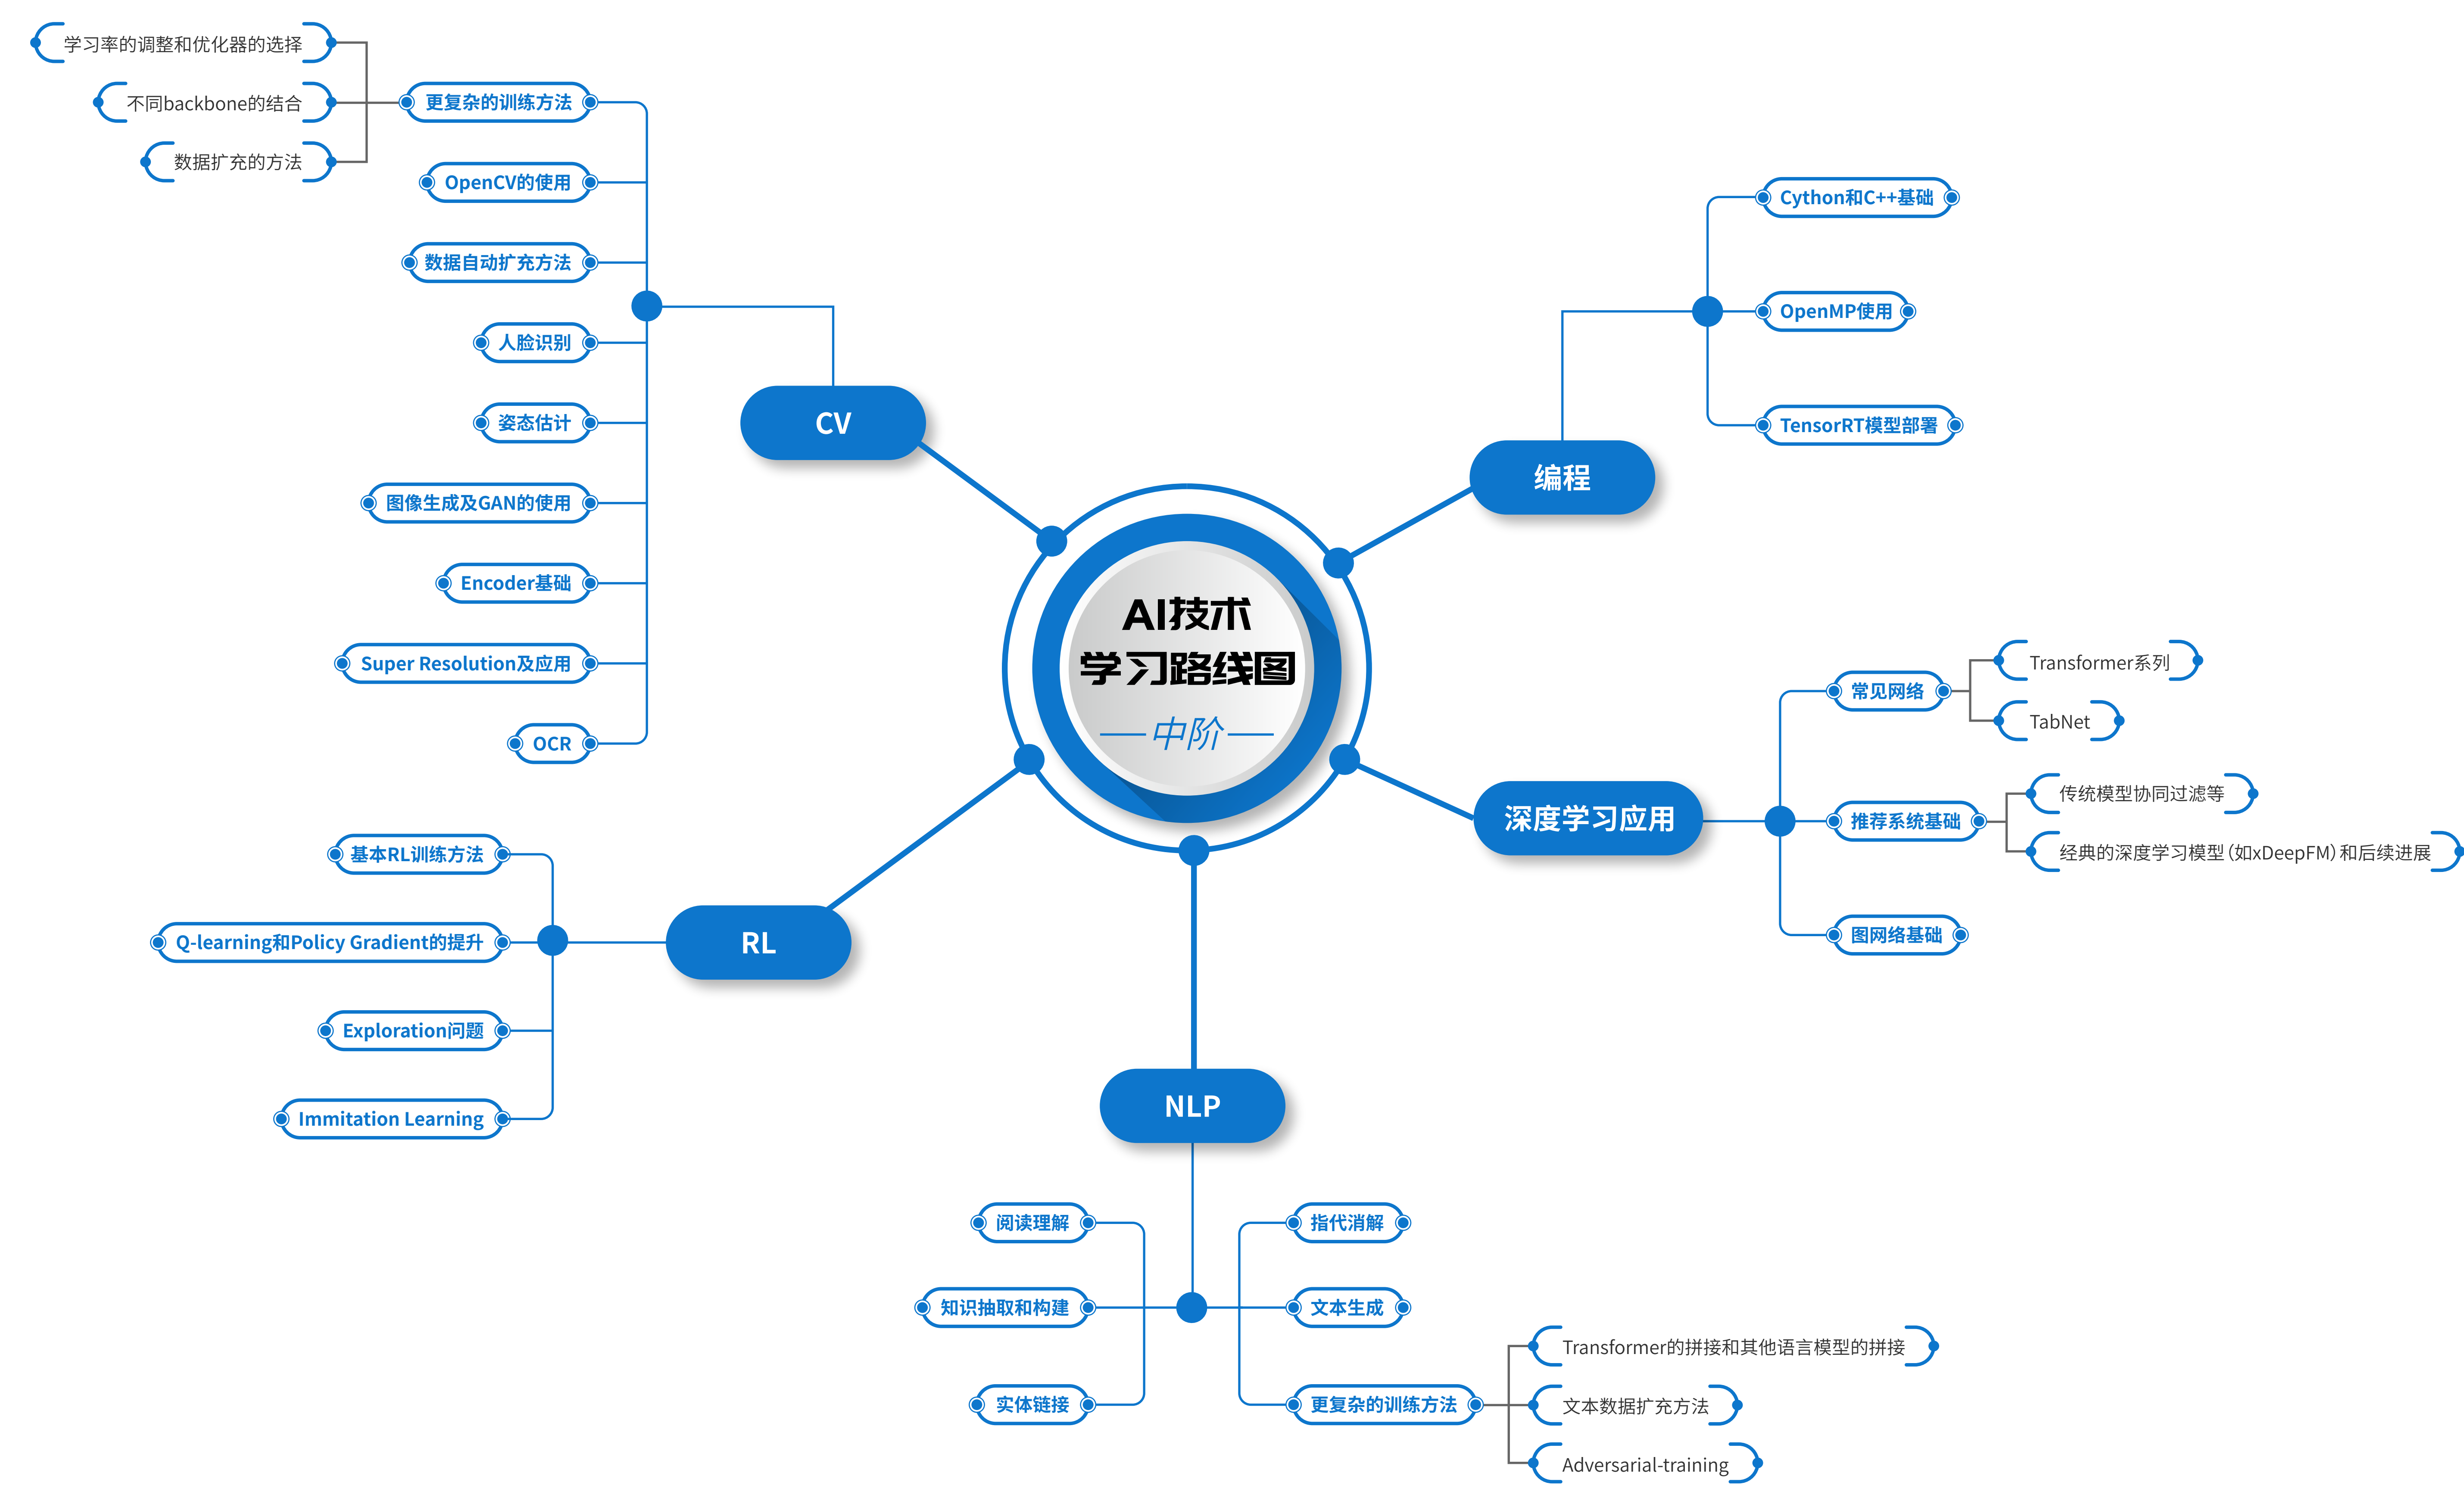 AI技术
学习路线图
中阶
CV
更复杂的训练方法
学习率的调整和优化器的选择
不同backbone的结合
数据扩充的方法
OpenCV的使用
数据自动扩充方法
人脸识别
姿态估计
图像生成及GAN的使用
Encoder基础
Super Resolution及应用
OCR
编程
Cython和C++基础
OpenMP使用
TensorRT模型部署
深度学习应用
常见网络
Transformer系列
TabNet
推荐系统基础
传统模型协同过滤等
经典的深度学习模型（如xDeepFM）和后续进展
图网络基础
RL
基本RL训练方法
Q-learning和Policy Gradient的提升
Exploration问题
Immitation Learning
NLP
阅读理解
知识抽取和构建
实体链接
指代消解
文本生成
更复杂的训练方法
Transformer的拼接和其他语言模型的拼接
文本数据扩充方法
Adversarial-training